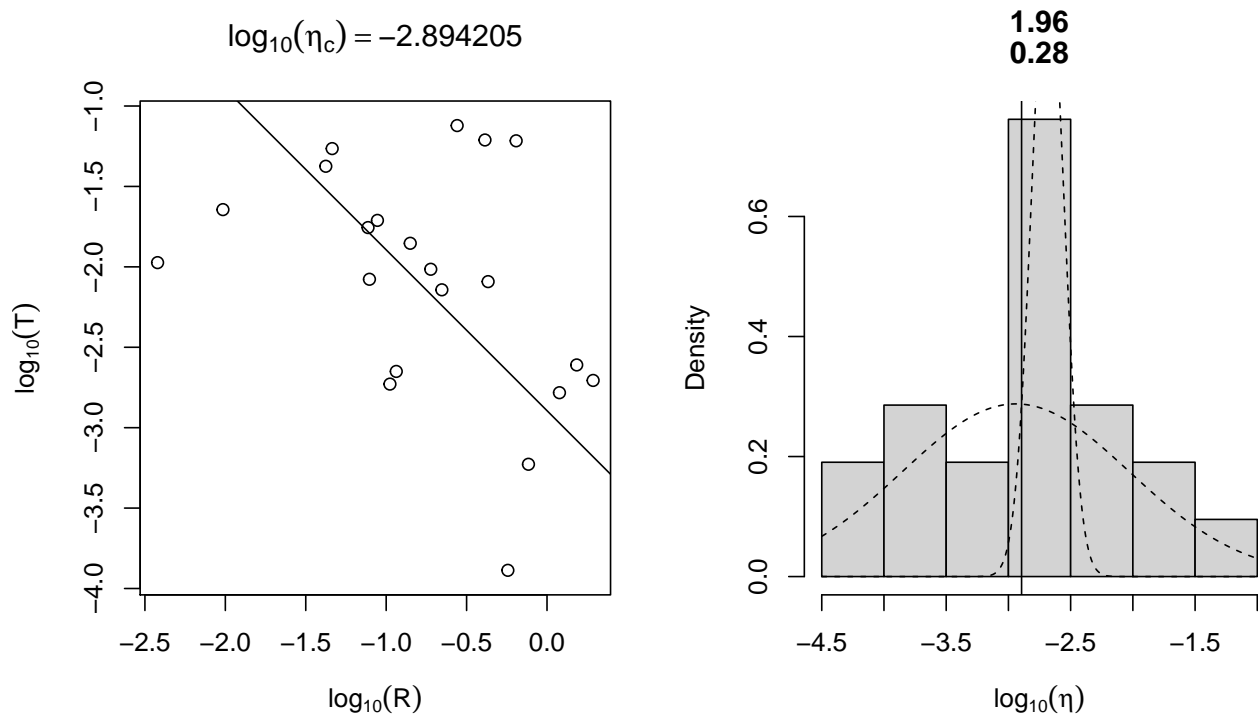 log₁₀(η_c) = −2.894205
log₁₀(T)
−1.0
−1.5
−2.0
−2.5
−3.0
−3.5
−4.0
−2.5 −2.0 −1.5 −1.0 −0.5 0.0
log₁₀(R)
1.96
0.28
Density
0.6
0.4
0.2
0.0
−4.5 −3.5 −2.5 −1.5
log₁₀(η)